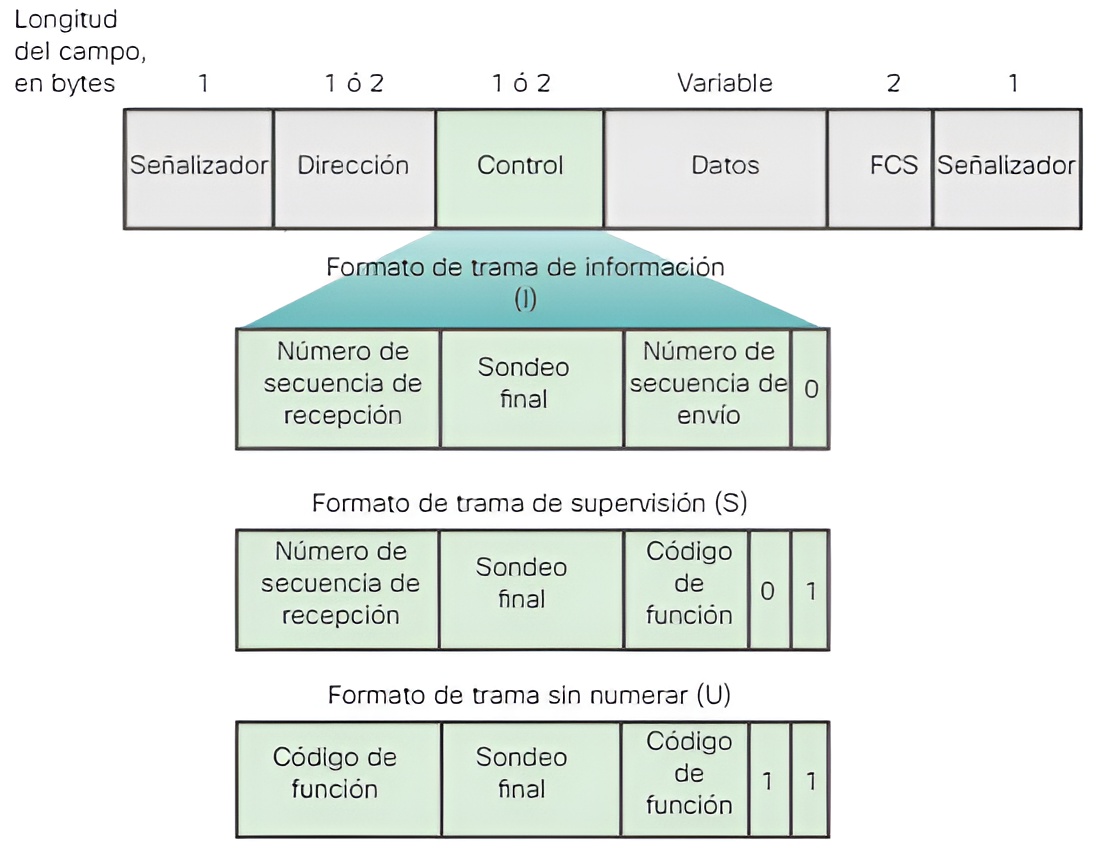 Longitud
del campo,
en bytes 1 1 ó 2 1 ó 2 Variable 2 1
Señalizador Dirección Control Datos FCS Señalizador
Formato de trama de información
(I)
Número de
secuencia de
recepción
Sondeo
final
Número de
secuencia de
envío
0
Formato de trama de supervisión (S)
Número de
secuencia de
recepción
Sondeo
final
Código
de
función
0
1
Formato de trama sin numerar (U)
Código de
función
Sondeo
final
Código
de
función
1
1